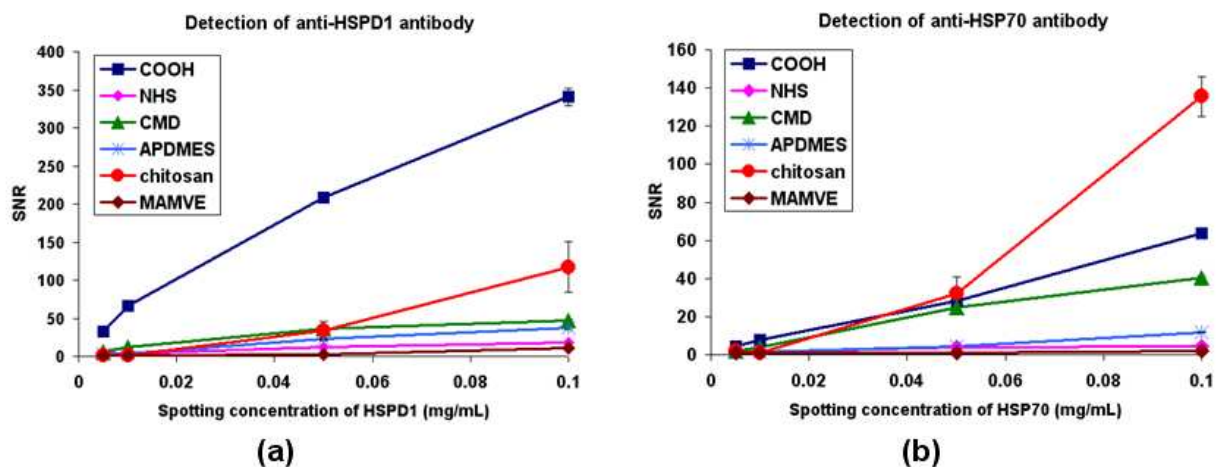 Detection of anti-HSPD1 antibody
400
350
300
250
200
150
100
50
0
SNR
COOH
NHS
CMD
APDMES
chitosan
MAMVE
0 0.02 0.04 0.06 0.08 0.1
Spotting concentration of HSPD1 (mg/mL)
(a)
Detection of anti-HSP70 antibody
160
140
120
100
80
60
40
20
0
SNR
COOH
NHS
CMD
APDMES
chitosan
MAMVE
0 0.02 0.04 0.06 0.08 0.1
Spotting concentration of HSP70 (mg/mL)
(b)